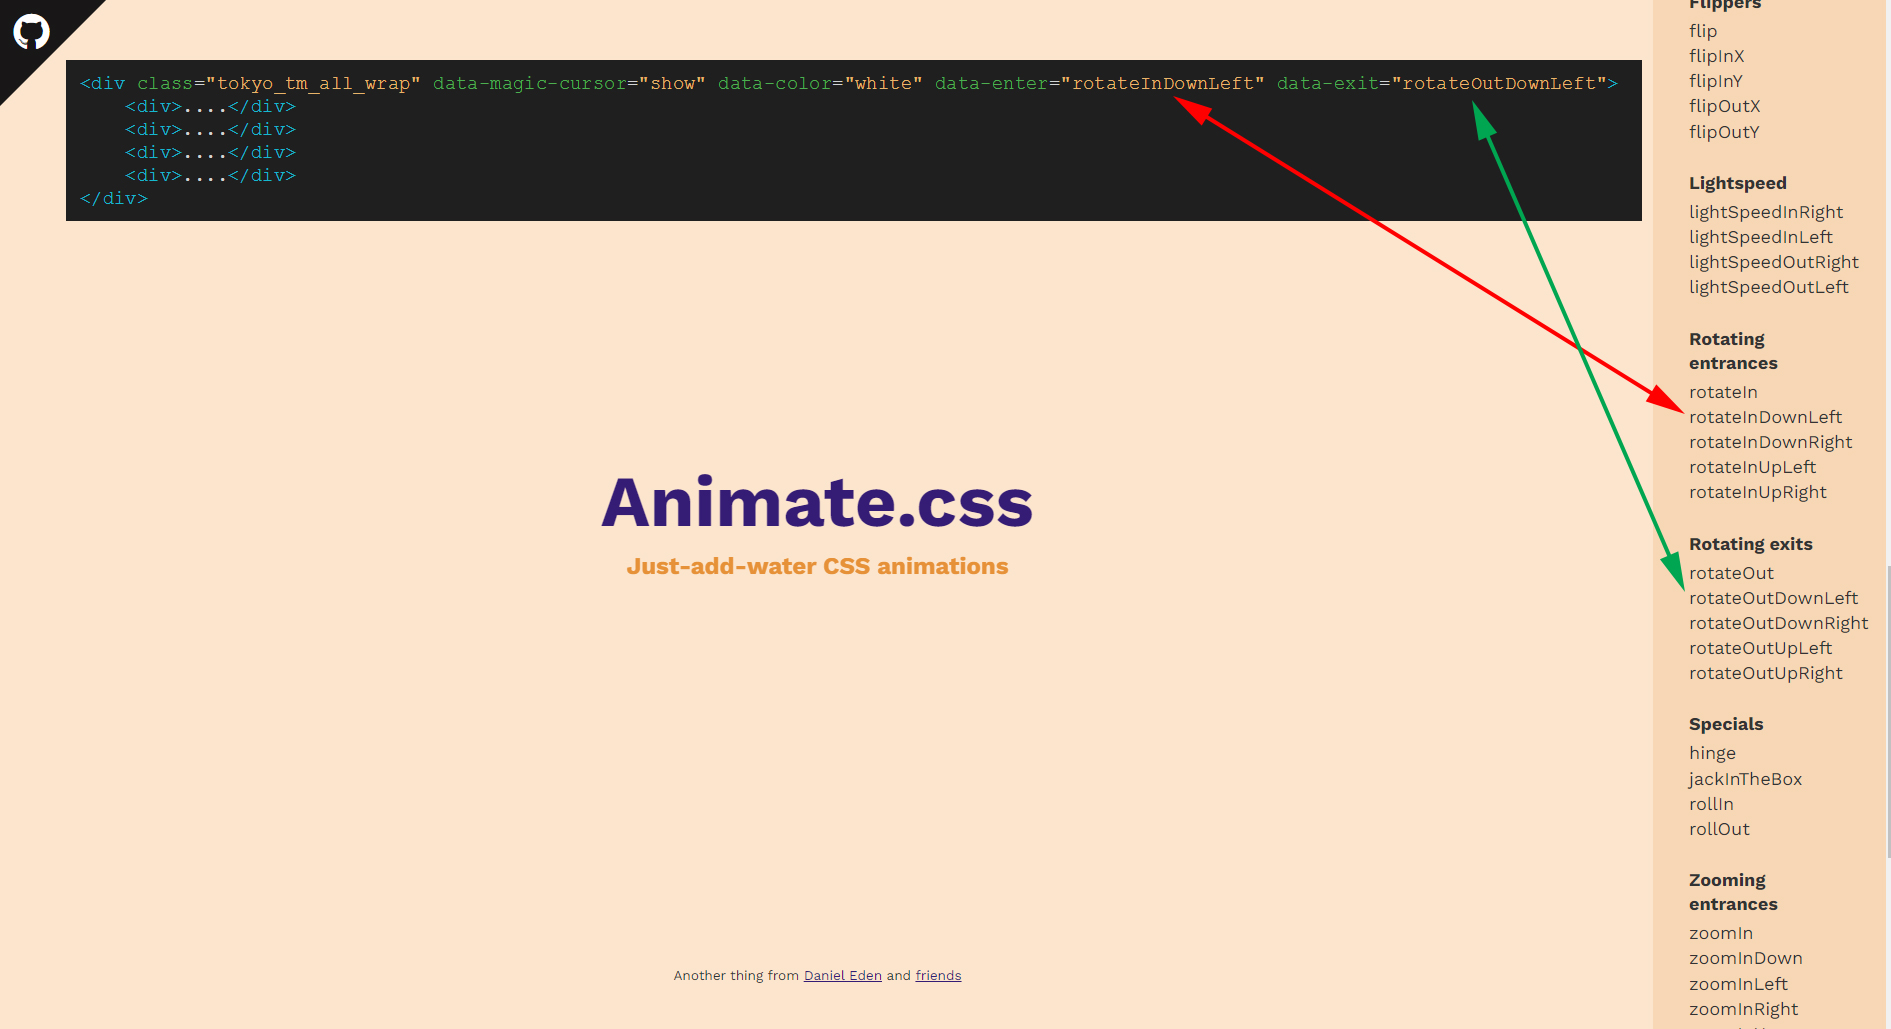 <div class="tokyo_tm_all_wrap" data-magic-cursor="show" data-color="white" data-enter="rotateInDownLeft" data-exit="rotateOutDownLeft">
<div>....</div>
<div>....</div>
<div>....</div>
<div>....</div>
</div>
Animate.css
Just-add-water CSS animations
Another thing from Daniel Eden and friends
Flippers
flip
flipInX
flipInY
flipOutX
flipOutY
Lightspeed
lightSpeedInRight
lightSpeedInLeft
lightSpeedOutRight
lightSpeedOutLeft
Rotating
entrances
rotateIn
rotateInDownLeft
rotateInDownRight
rotateInUpLeft
rotateInUpRight
Rotating exits
rotateOut
rotateOutDownLeft
rotateOutDownRight
rotateOutUpLeft
rotateOutUpRight
Specials
hinge
jackInTheBox
rollIn
rollOut
Zooming
entrances
zoomIn
zoomInDown
zoomInLeft
zoomInRight